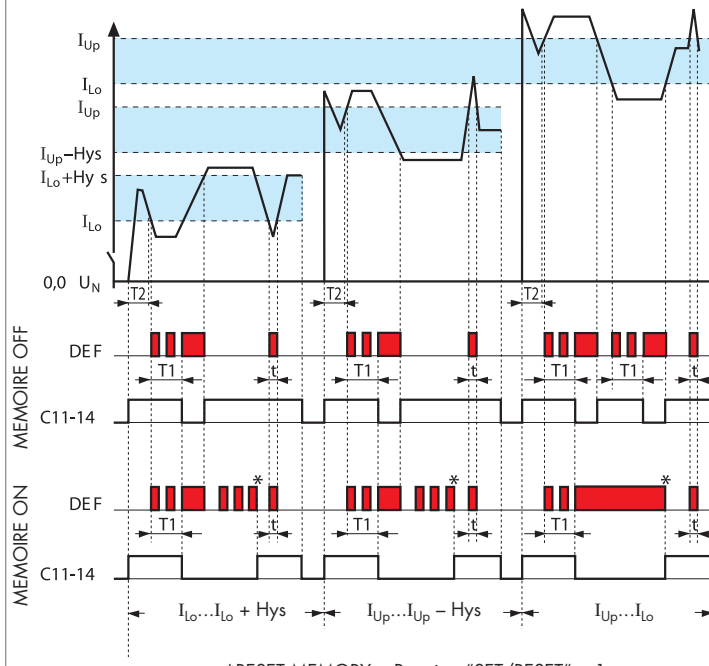 I_Up
I_Lo
I_Up
I_Up–Hys
I_Lo+Hy s
I_Lo
0,0 U_N
T2 T2 T2
MEMOIRE OFF
DEF
T1 t T1 t T1 T1 t
C11-14
MEMOIRE ON
DEF
* * *
T1 t T1 t T1 t
C11-14
I_Lo...I_Lo + Hys I_Up...I_Up – Hys I_Up...I_Lo